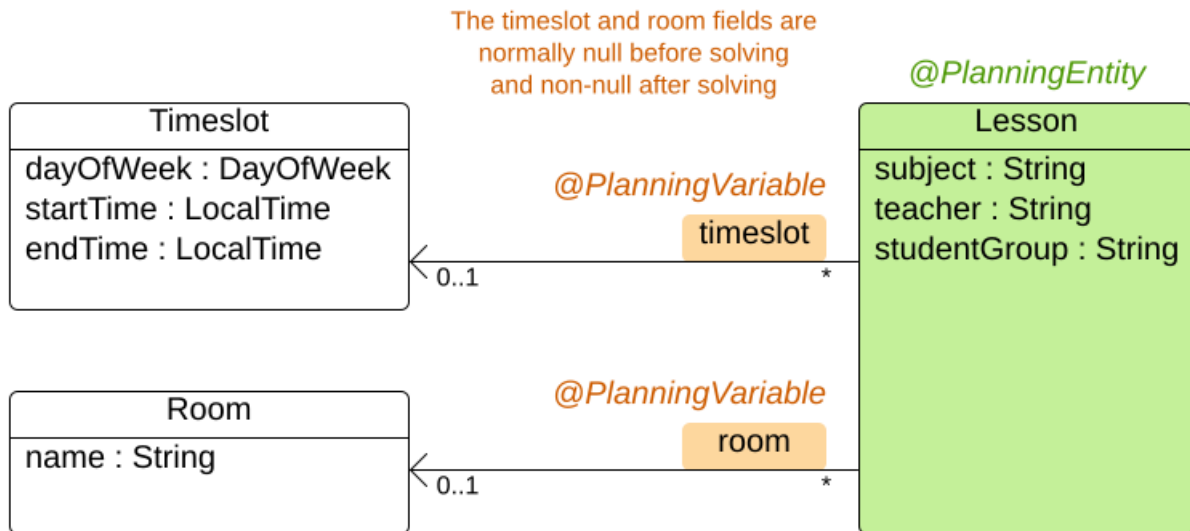 The timeslot and room fields are
normally null before solving
and non-null after solving
@PlanningEntity
Timeslot
dayOfWeek : DayOfWeek
startTime : LocalTime
endTime : LocalTime
@PlanningVariable
timeslot
0..1
*
Lesson
subject : String
teacher : String
studentGroup : String
Room
name : String
@PlanningVariable
room
0..1
*